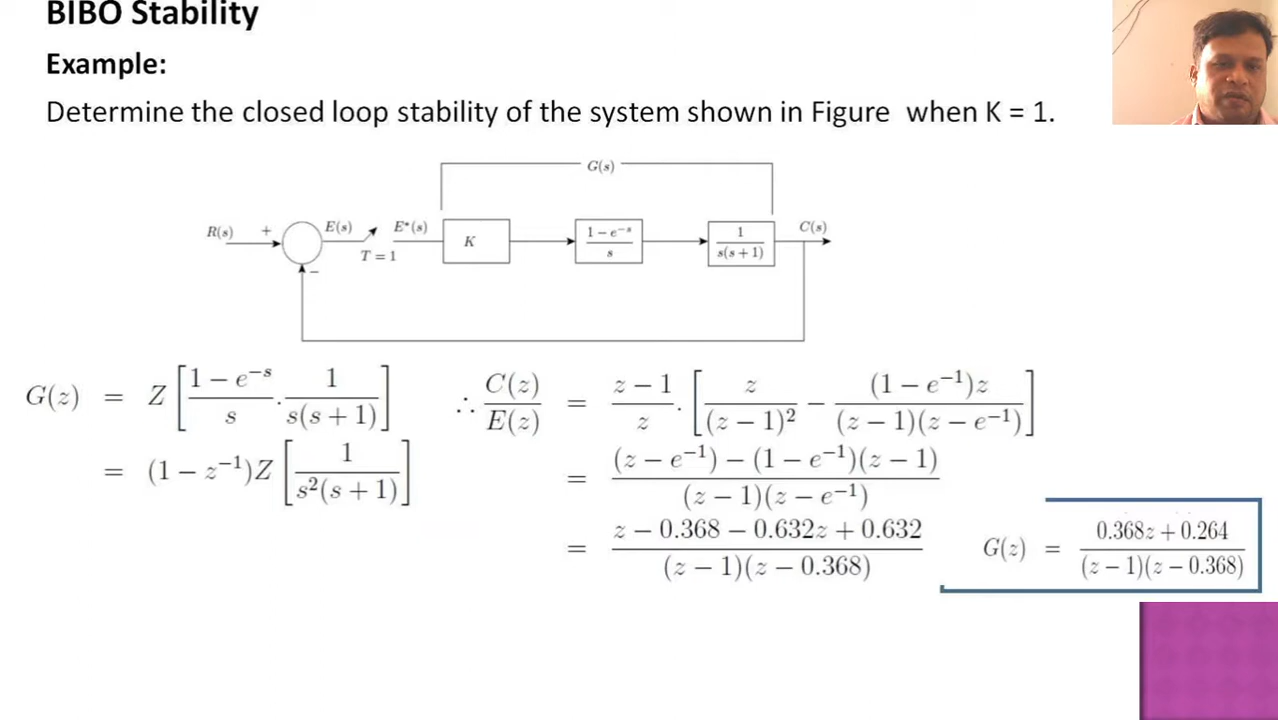 BIBO Stability
Example:
Determine the closed loop stability of the system shown in Figure when K = 1.
G(s)
R(s) + E(s) E*(s) K 1 − e⁻ˢ / s 1 / s(s + 1) C(s)
T = 1
−
G(z) = Z [ (1 − e⁻ˢ)/s . 1/(s(s + 1)) ]
= (1 − z⁻¹)Z [ 1/(s²(s + 1)) ]
∴ C(z)/E(z) = (z − 1)/z . [ z/(z − 1)² − (1 − e⁻¹)z/((z − 1)(z − e⁻¹)) ]
= ((z − e⁻¹) − (1 − e⁻¹)(z − 1))/((z − 1)(z − e⁻¹))
= (z − 0.368 − 0.632z + 0.632)/((z − 1)(z − 0.368))
G(z) = (0.368z + 0.264)/((z − 1)(z − 0.368))